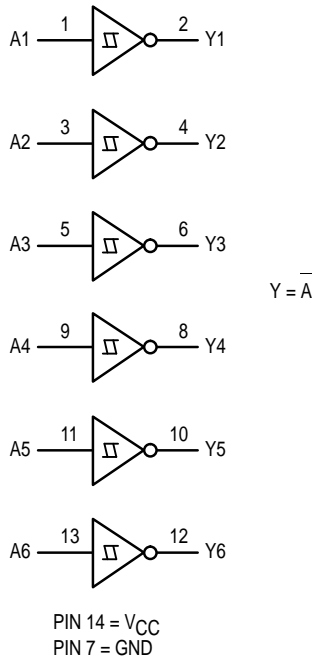 A1 1 2 Y1
A2 3 4 Y2
A3 5 6 Y3
Y = A̅
A4 9 8 Y4
A5 11 10 Y5
A6 13 12 Y6
PIN 14 = VCC
PIN 7 = GND